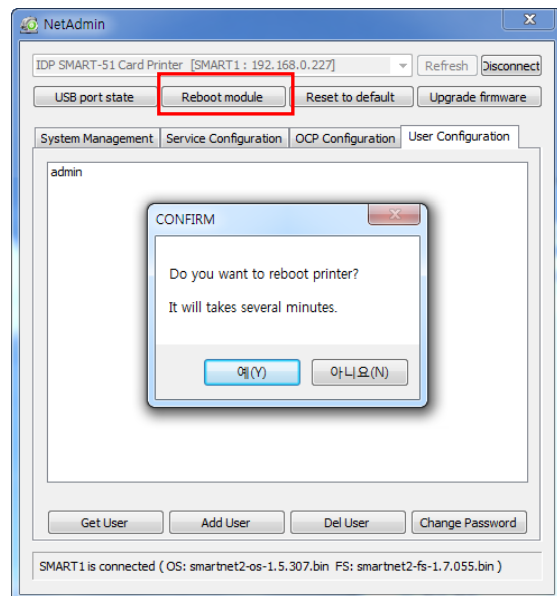 NetAdmin
IDP SMART-51 Card Printer [SMART1 : 192.168.0.227] Refresh Disconnect
USB port state Reboot module Reset to default Upgrade firmware
System Management Service Configuration OCP Configuration User Configuration
admin
CONFIRM
Do you want to reboot printer?
It will takes several minutes.
예(Y) 아니요(N)
Get User Add User Del User Change Password
SMART1 is connected ( OS: smartnet2-os-1.5.307.bin FS: smartnet2-fs-1.7.055.bin )